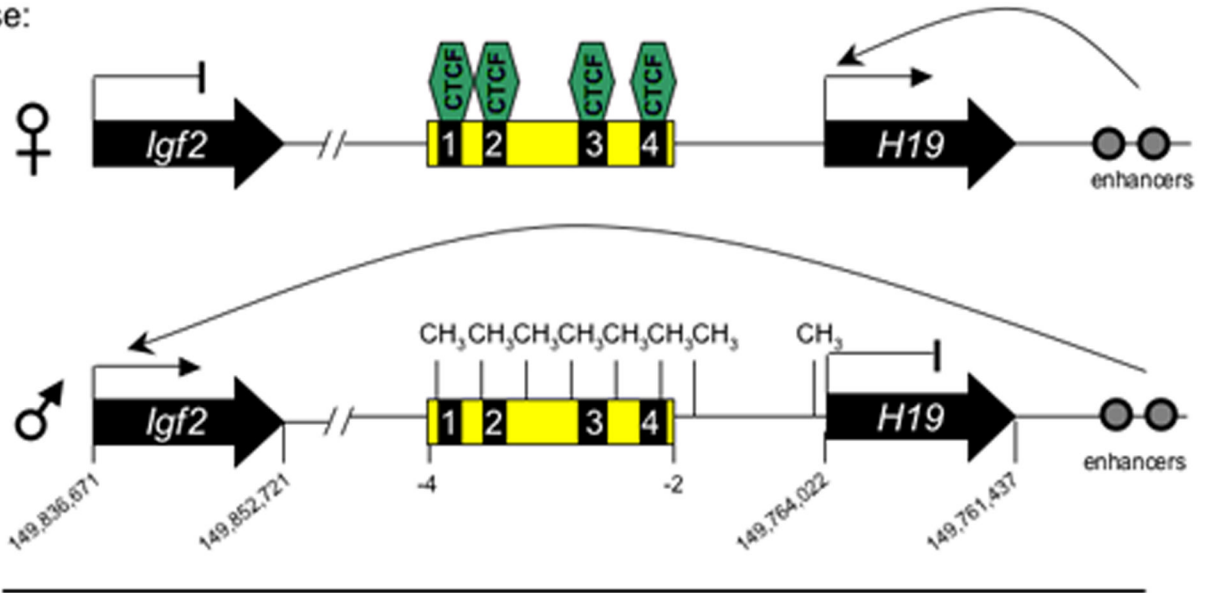 se:
CTCF CTCF CTCF CTCF
Igf2 1 2 3 4 H19
enhancers
CH3 CH3 CH3 CH3 CH3 CH3 CH3 CH3
Igf2 1 2 3 4 H19
enhancers
149,836,671 149,852,721 -4 -2 149,764,022 149,761,437